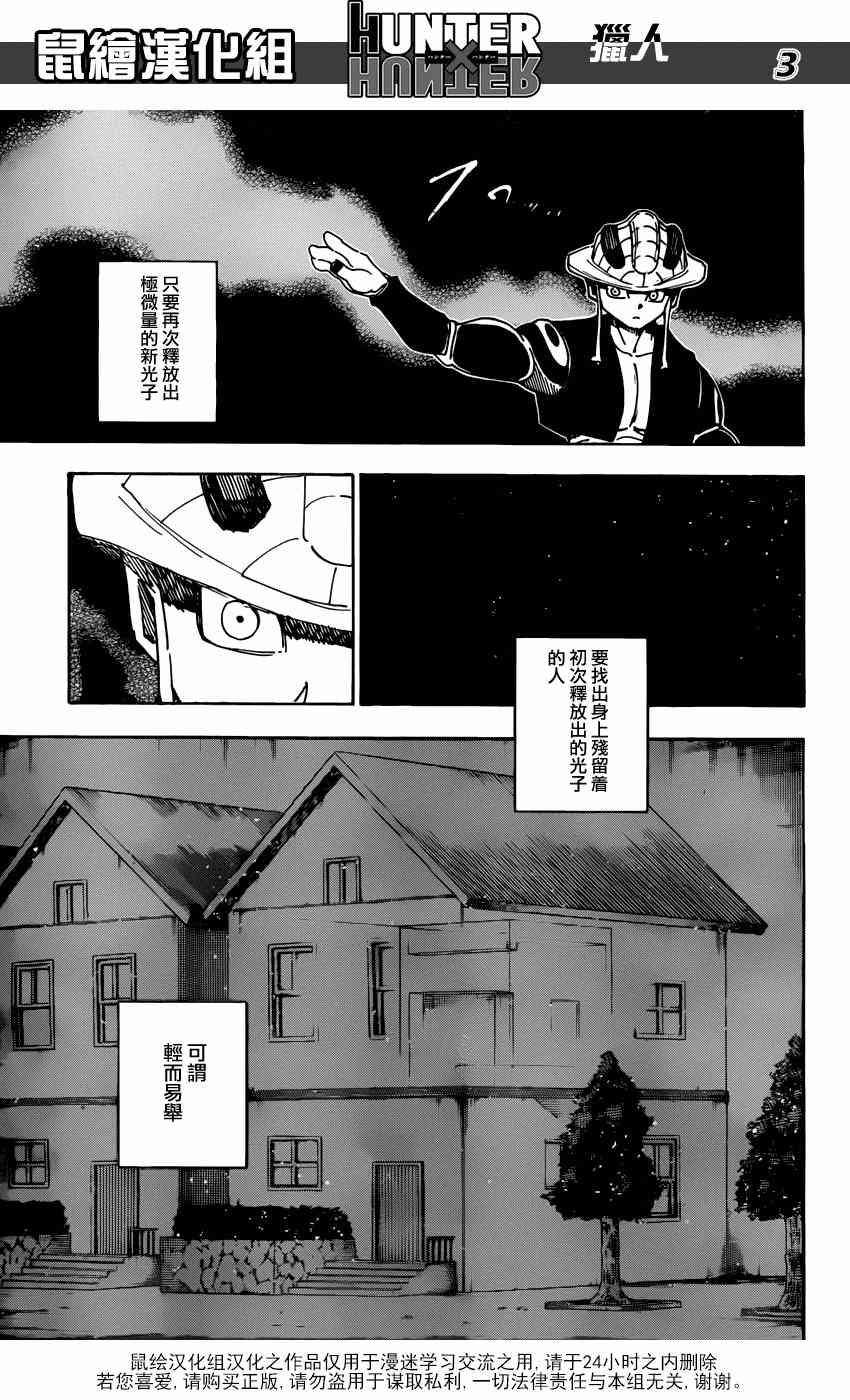 鼠繪漢化組
HUNTER
×
HUNTER
獵人
3
只要再次釋放出
極微量的新光子
要找出身上殘留着
初次釋放出的光子
的人
可謂
輕而易舉
鼠绘汉化组汉化之作品仅用于漫迷学习交流之用, 请于24小时之内删除
若您喜爱, 请购买正版, 请勿盗用于谋取私利, 一切法律责任与本组无关, 谢谢。